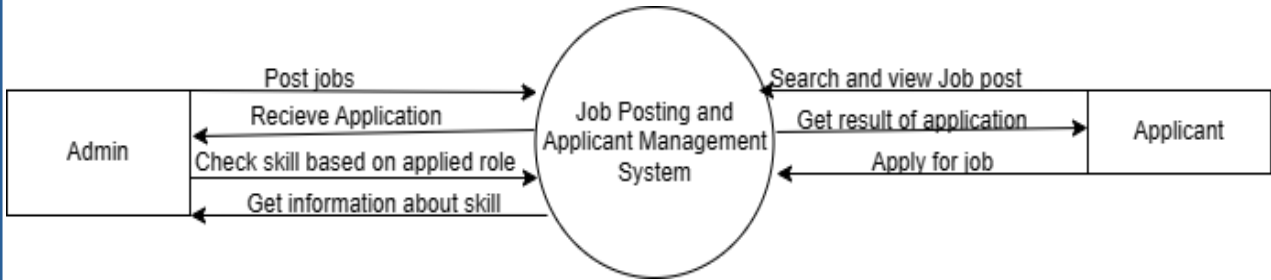 Post jobs
Recieve Application
Admin
Check skill based on applied role
Get information about skill
Job Posting and
Applicant Management
System
Search and view Job post
Get result of application
Applicant
Apply for job